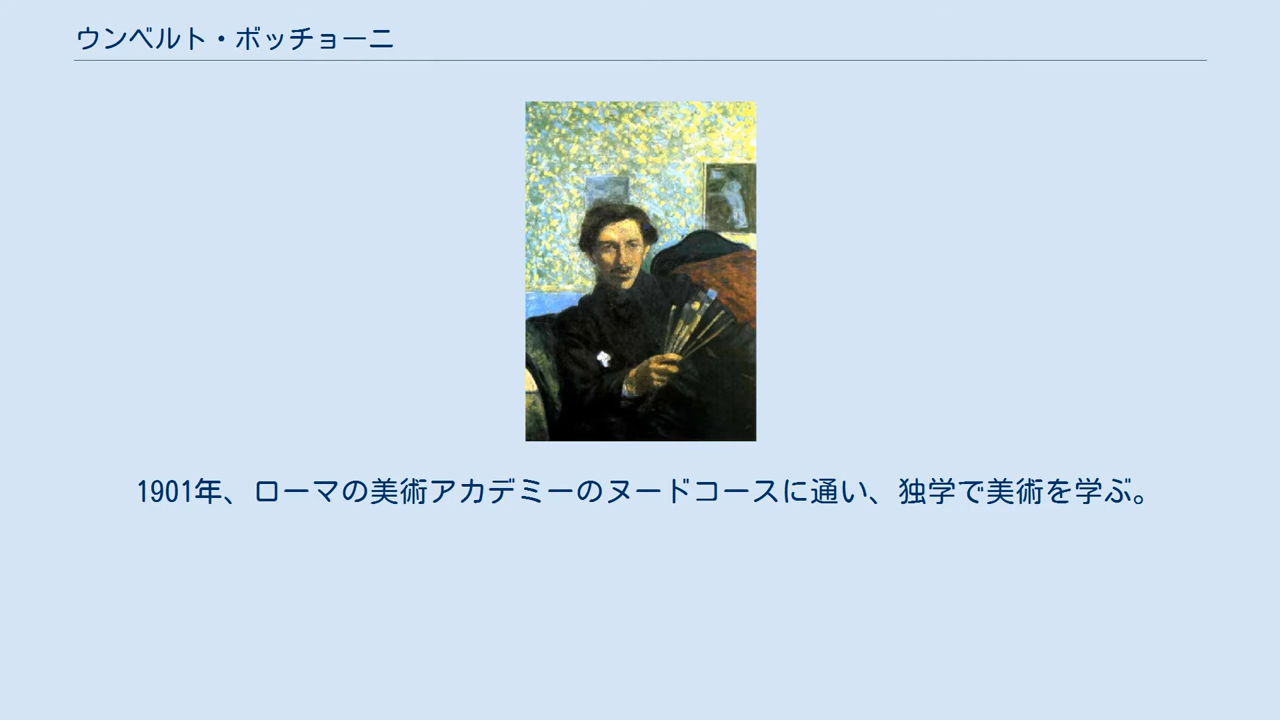 ウンベルト・ボッチョーニ
1901年、ローマの美術アカデミーのヌードコースに通い、独学で美術を学ぶ。